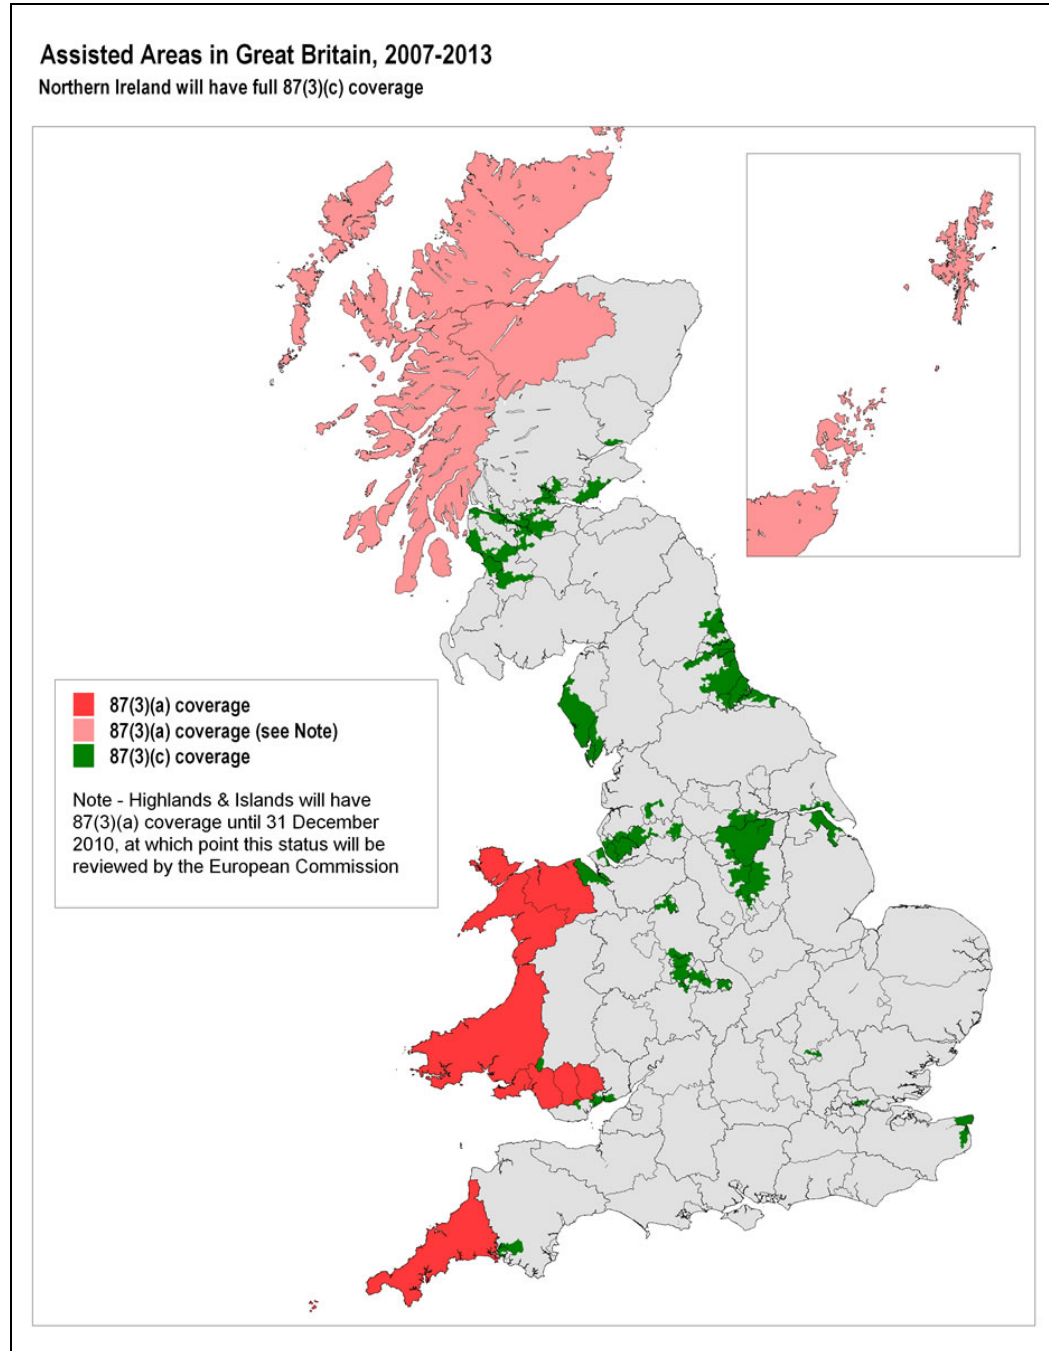 Assisted Areas in Great Britain, 2007-2013
Northern Ireland will have full 87(3)(c) coverage
87(3)(a) coverage
87(3)(a) coverage (see Note)
87(3)(c) coverage
Note - Highlands & Islands will have
87(3)(a) coverage until 31 December
2010, at which point this status will be
reviewed by the European Commission